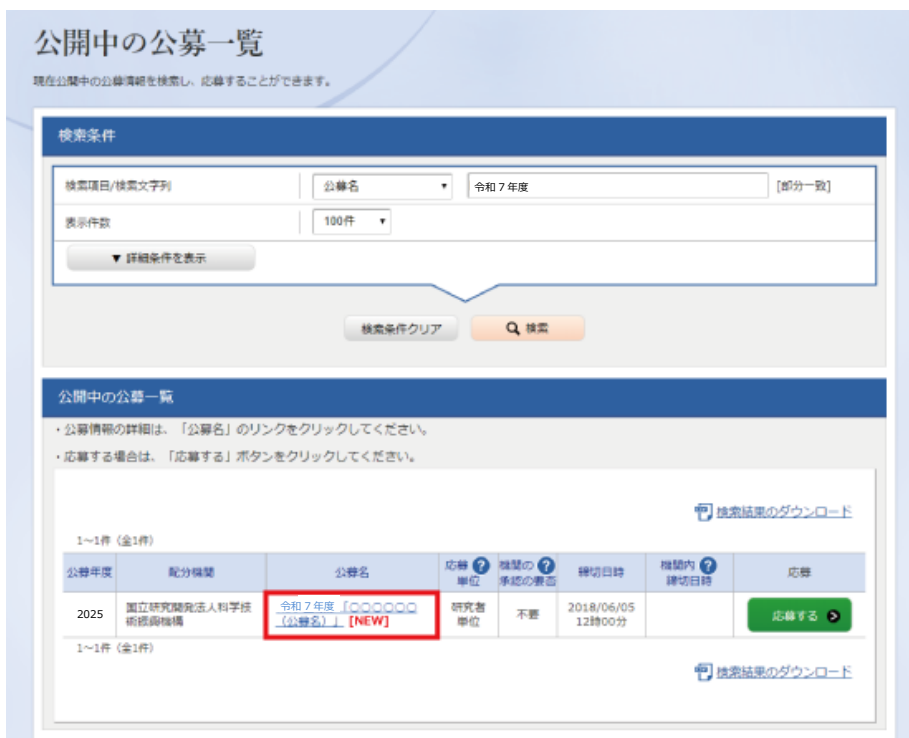 公開中の公募一覧
現在公開中の公募情報を検索し、応募することができます。
検索条件
検索項目/検索文字列 公募名 ▼ 令和７年度 [部分一致]
表示件数 100件 ▼
▼ 詳細条件を表示
検索条件クリア 検索
公開中の公募一覧
・公募情報の詳細は、「公募名」のリンクをクリックしてください。
・応募する場合は、「応募する」ボタンをクリックしてください。
検索結果のダウンロード
1～1件 (全1件)
公募年度 配分機関 公募名 応募単位 ? 機関の承認の要否 ? 締切日時 機関内締切日時 ? 応募
2025 国立研究開発法人科学技術振興機構 令和７年度「〇〇〇〇〇〇（公募名）」 [NEW] 研究者単位 不要 2018/06/05 12時00分 応募する
1～1件 (全1件)
検索結果のダウンロード